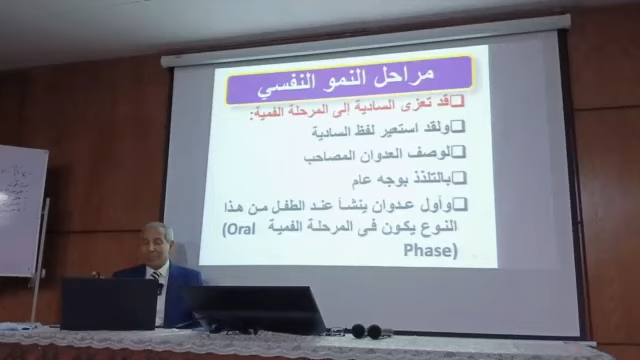 مراحل النمو النفسي
❑قد تعزى السادية إلى المرحلة الفمية:
❑ولقد استعير لفظ السادية
❑لوصف العدوان المصاحب
❑بالتلذذ بوجه عام
❑وأول عدوان ينشأ عند الطفل من هذا
النوع يكون فى المرحلة الفمية (Oral
Phase)